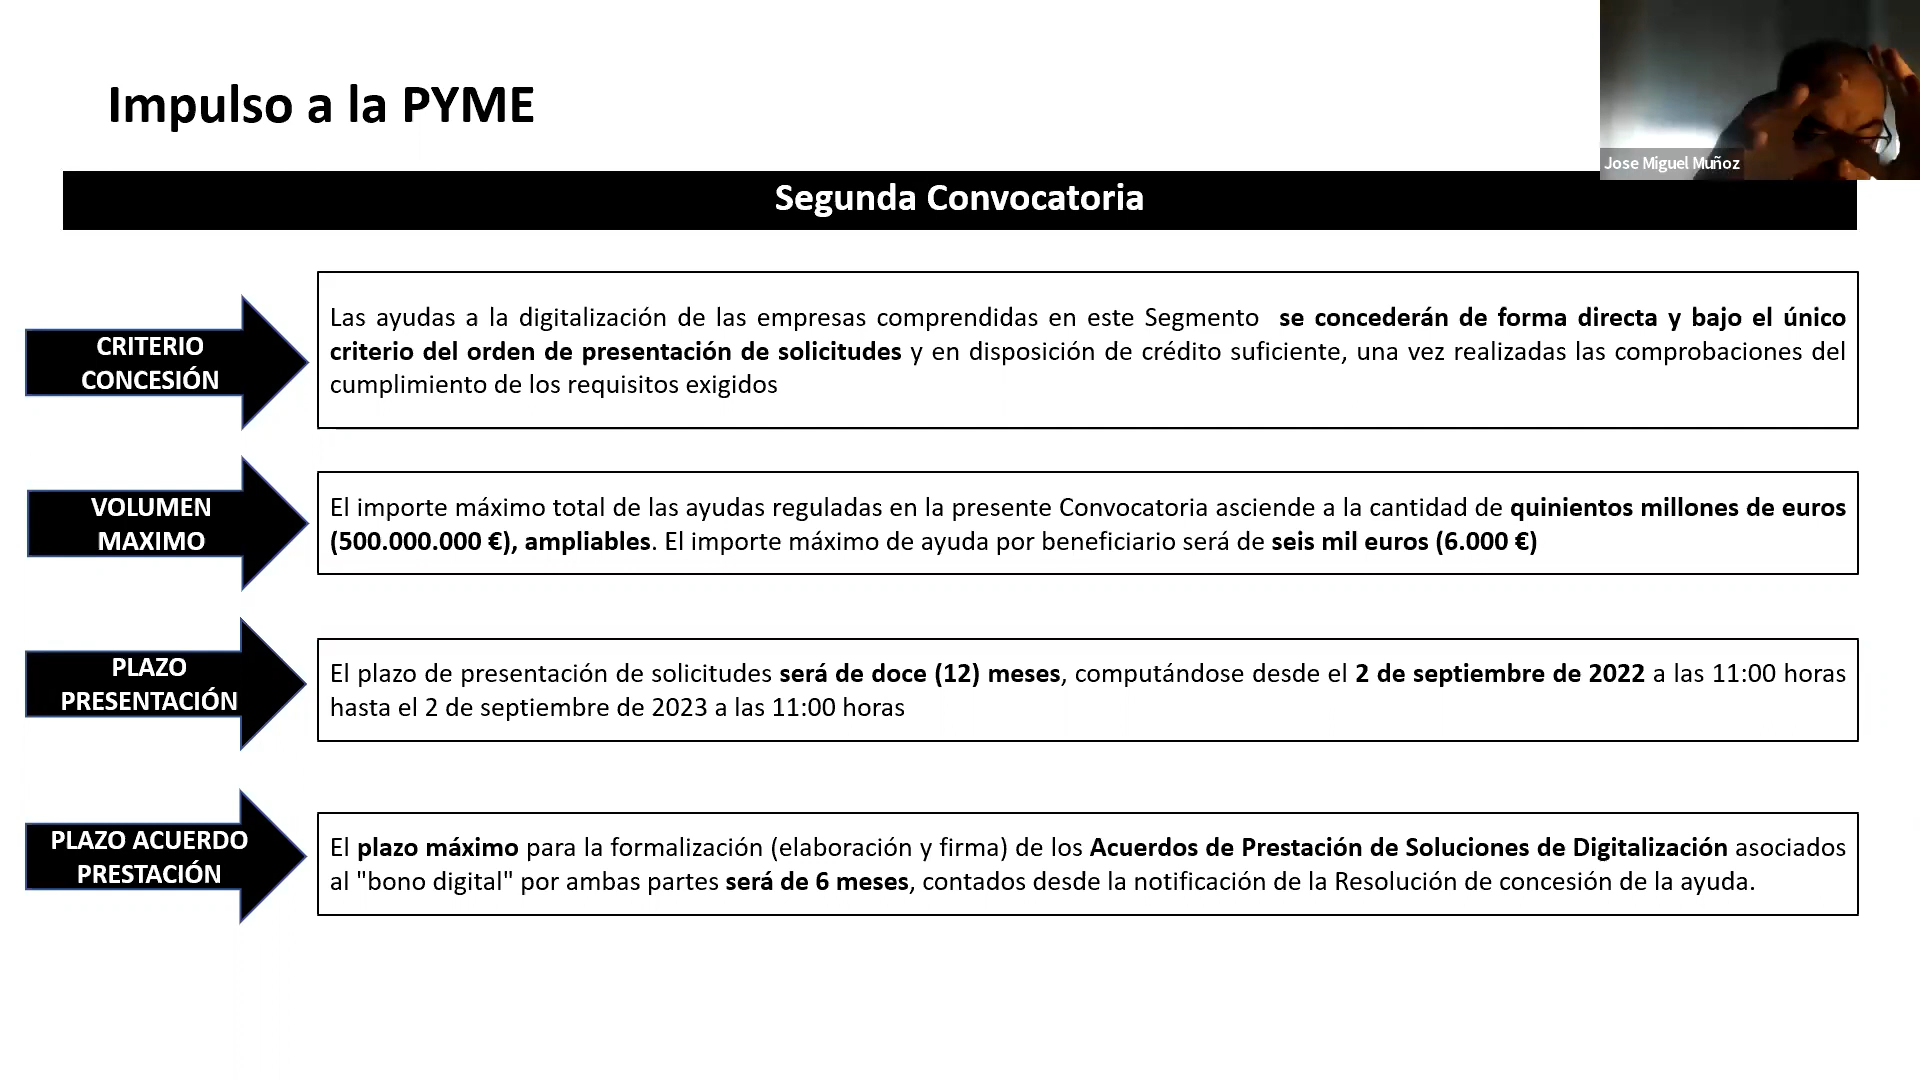 Impulso a la PYME
Jose Miguel Muñoz
Segunda Convocatoria
CRITERIO
CONCESIÓN
Las ayudas a la digitalización de las empresas comprendidas en este Segmento se concederán de forma directa y bajo el único
criterio del orden de presentación de solicitudes y en disposición de crédito suficiente, una vez realizadas las comprobaciones del
cumplimiento de los requisitos exigidos
VOLUMEN
MAXIMO
El importe máximo total de las ayudas reguladas en la presente Convocatoria asciende a la cantidad de quinientos millones de euros
(500.000.000 €), ampliables. El importe máximo de ayuda por beneficiario será de seis mil euros (6.000 €)
PLAZO
PRESENTACIÓN
El plazo de presentación de solicitudes será de doce (12) meses, computándose desde el 2 de septiembre de 2022 a las 11:00 horas
hasta el 2 de septiembre de 2023 a las 11:00 horas
PLAZO ACUERDO
PRESTACIÓN
El plazo máximo para la formalización (elaboración y firma) de los Acuerdos de Prestación de Soluciones de Digitalización asociados
al "bono digital" por ambas partes será de 6 meses, contados desde la notificación de la Resolución de concesión de la ayuda.